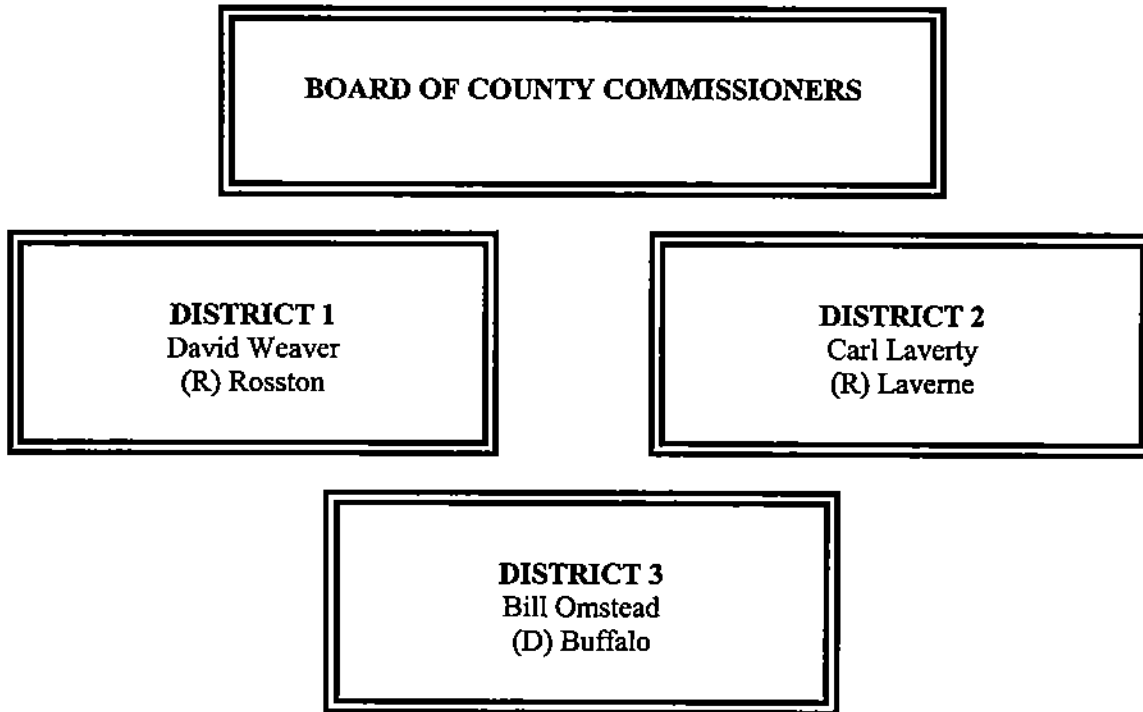 BOARD OF COUNTY COMMISSIONERS
DISTRICT 1
David Weaver
(R) Rosston
DISTRICT 2
Carl Laverty
(R) Laverne
DISTRICT 3
Bill Omstead
(D) Buffalo